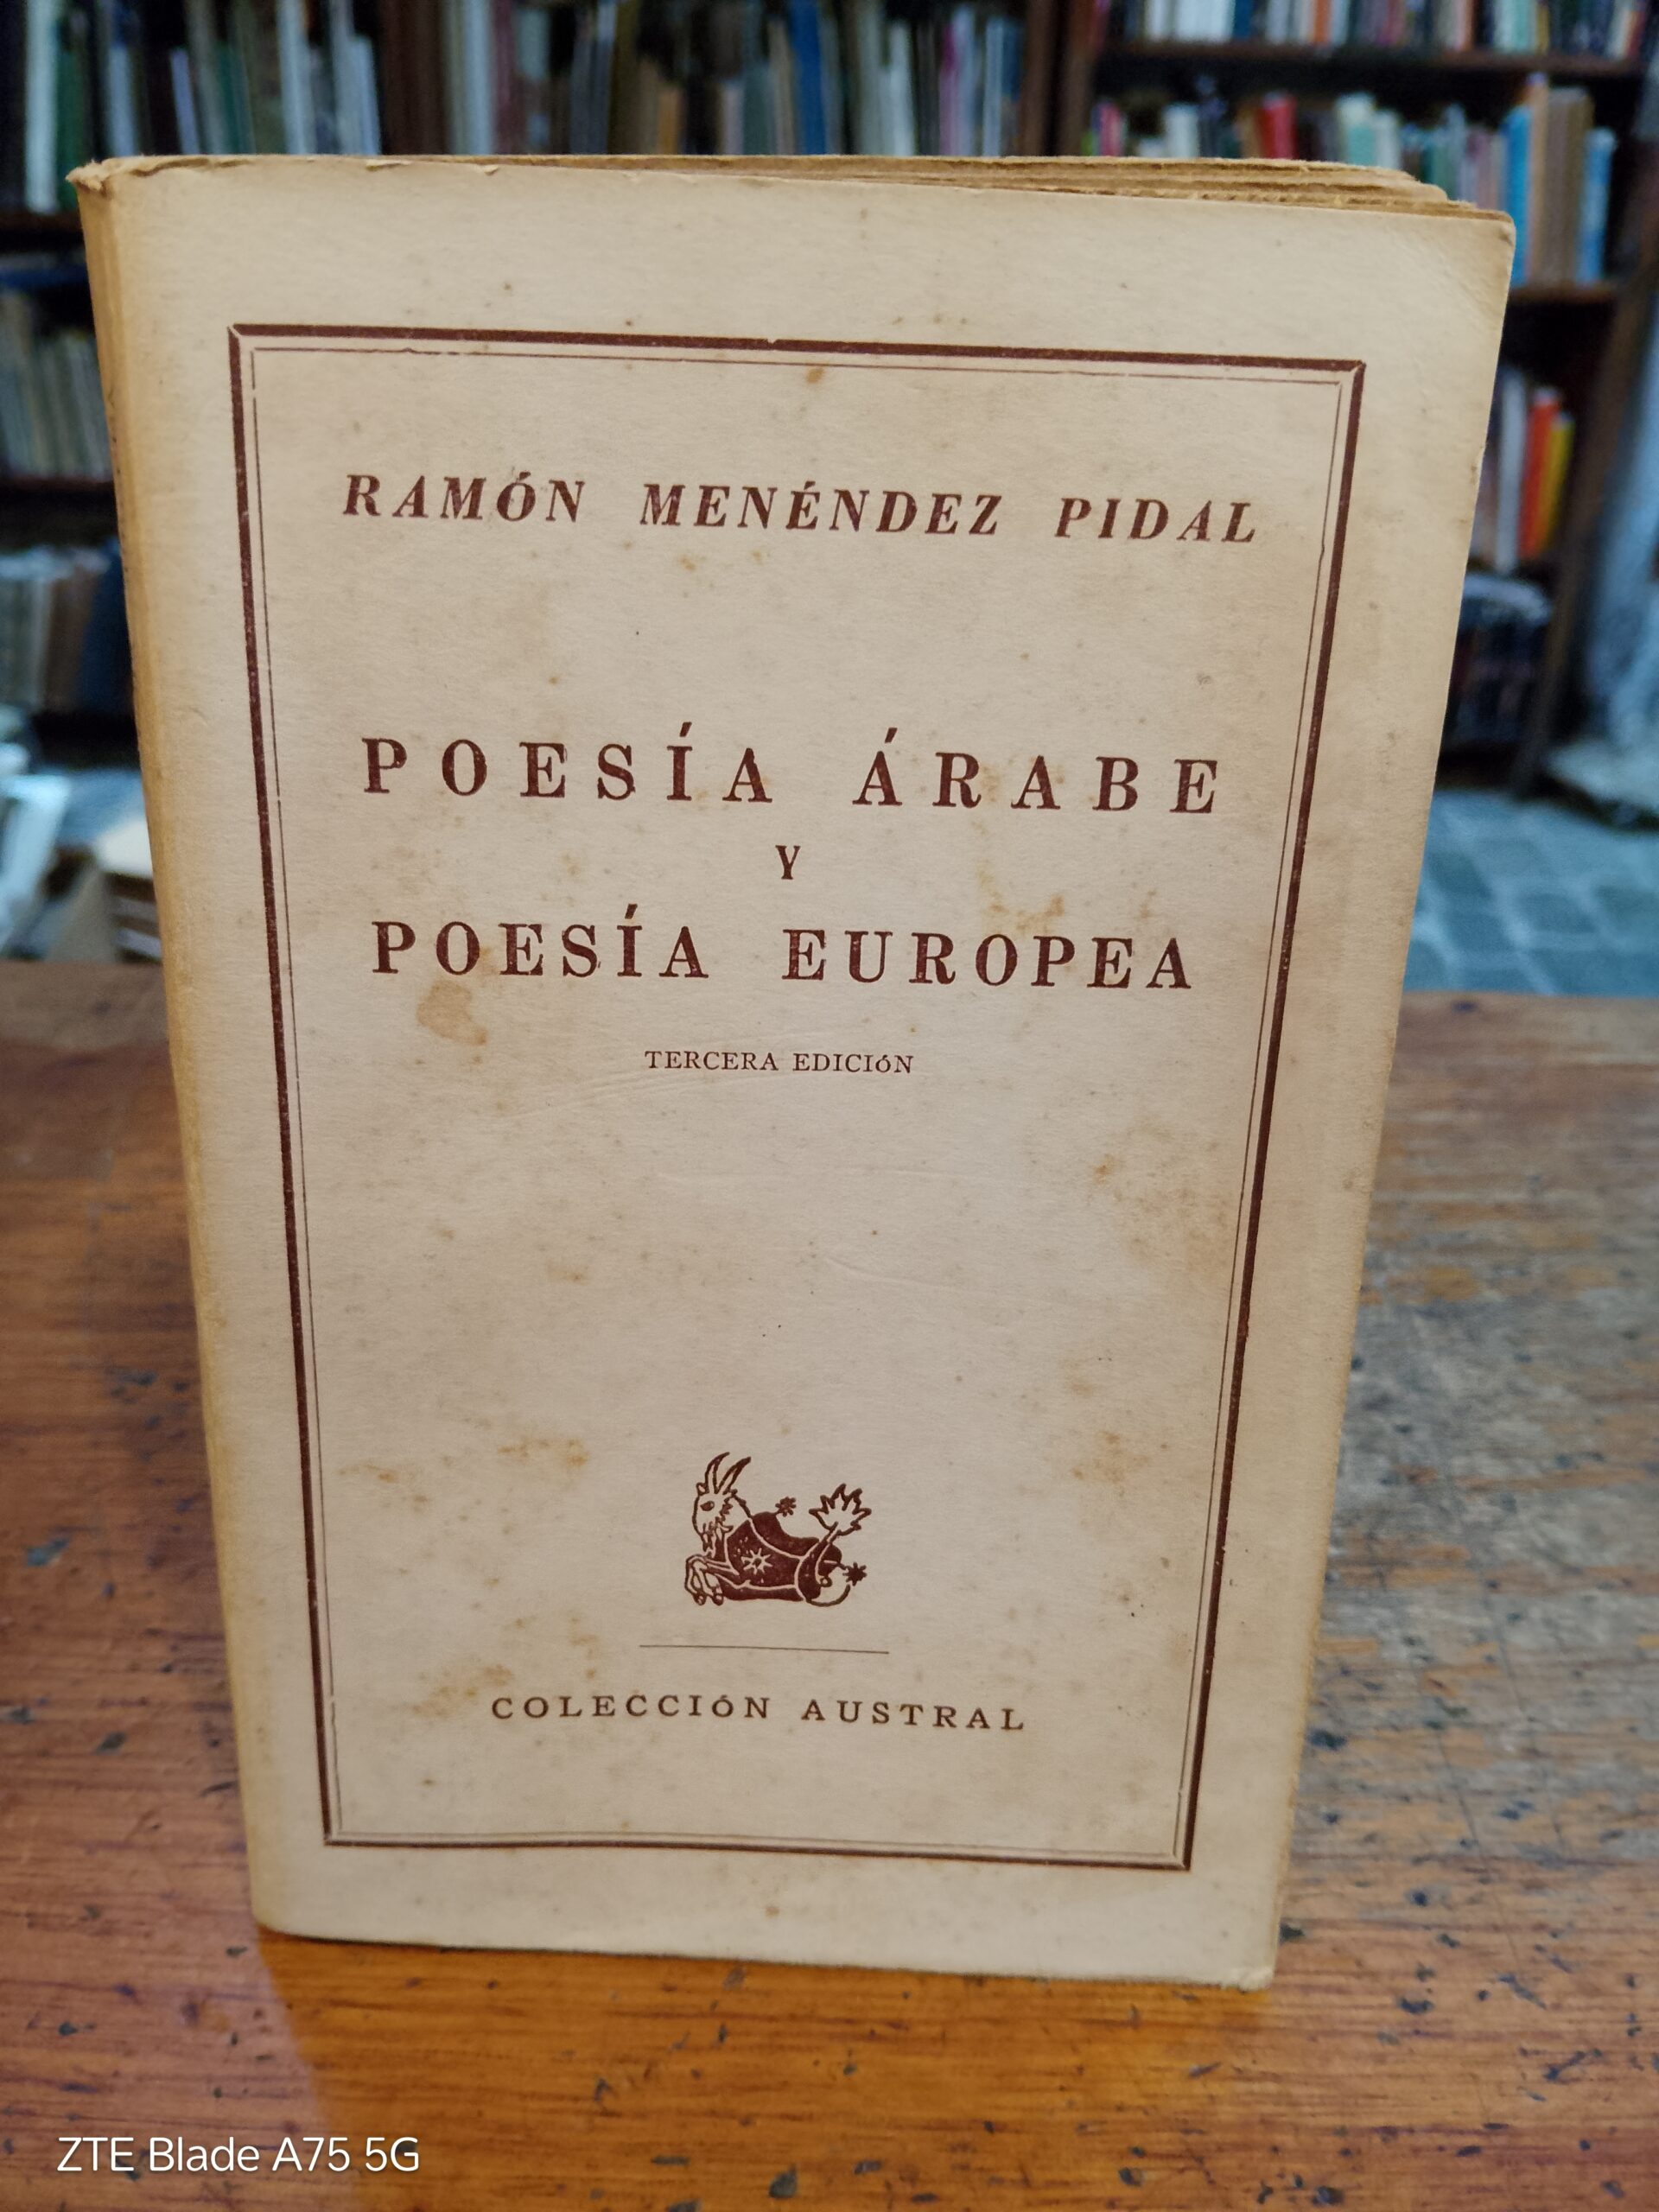 RAMÓN MENÉNDEZ PIDAL
POESÍA ÁRABE
Y
POESÍA EUROPEA
TERCERA EDICIÓN
COLECCIÓN AUSTRAL
ZTE Blade A75 5G